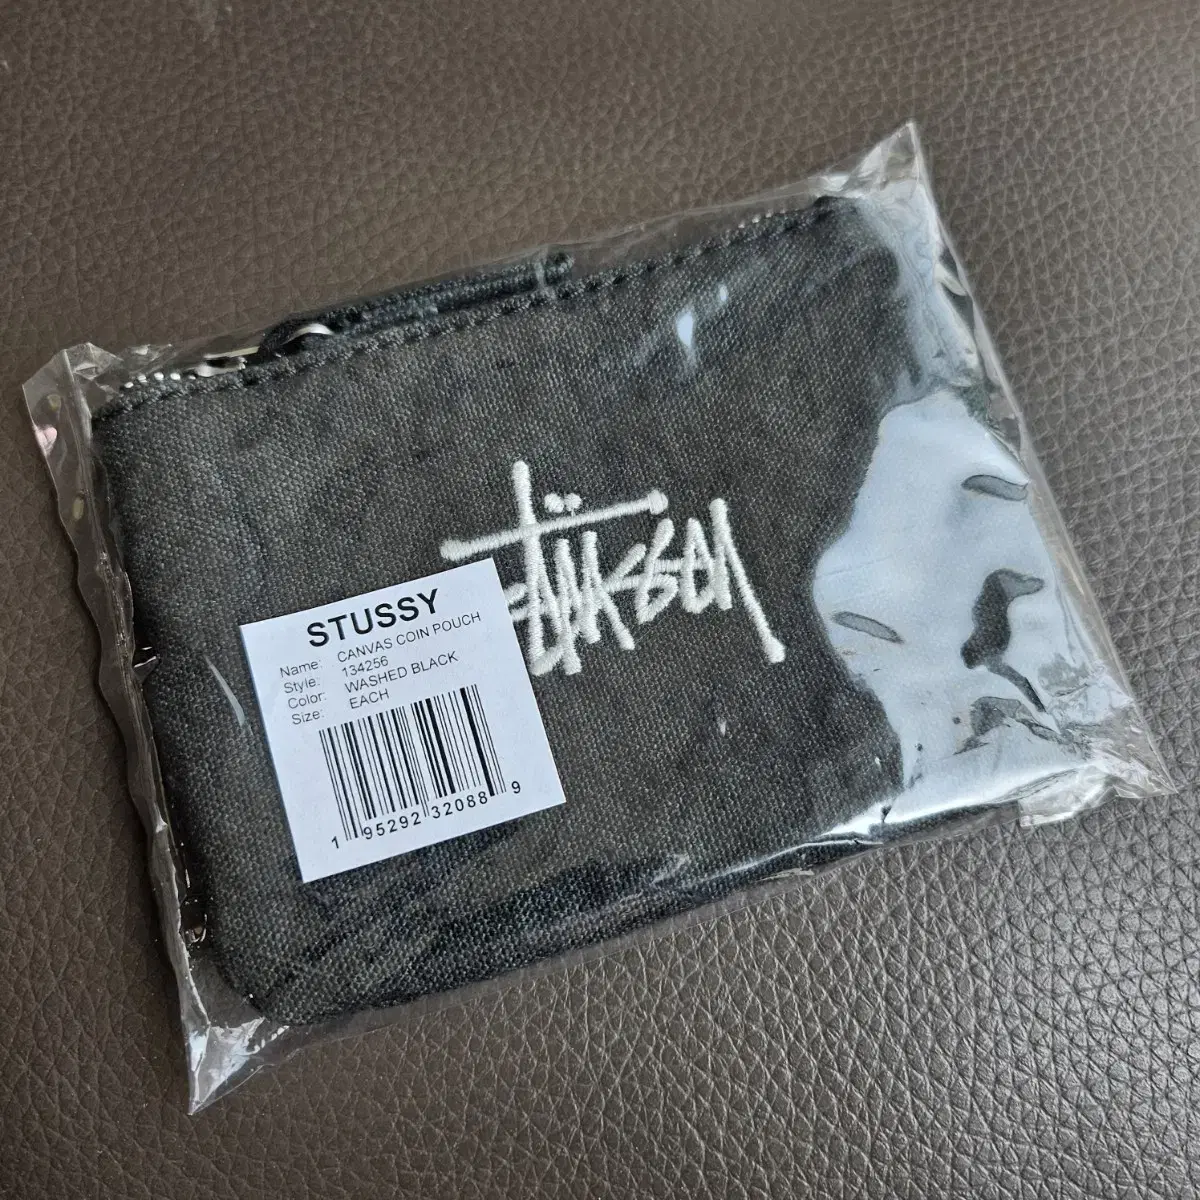 Stüssy
STUSSY
Name: CANVAS COIN POUCH
Style: 134256
Color: WASHED BLACK
Size: EACH
1 95292 32088 9